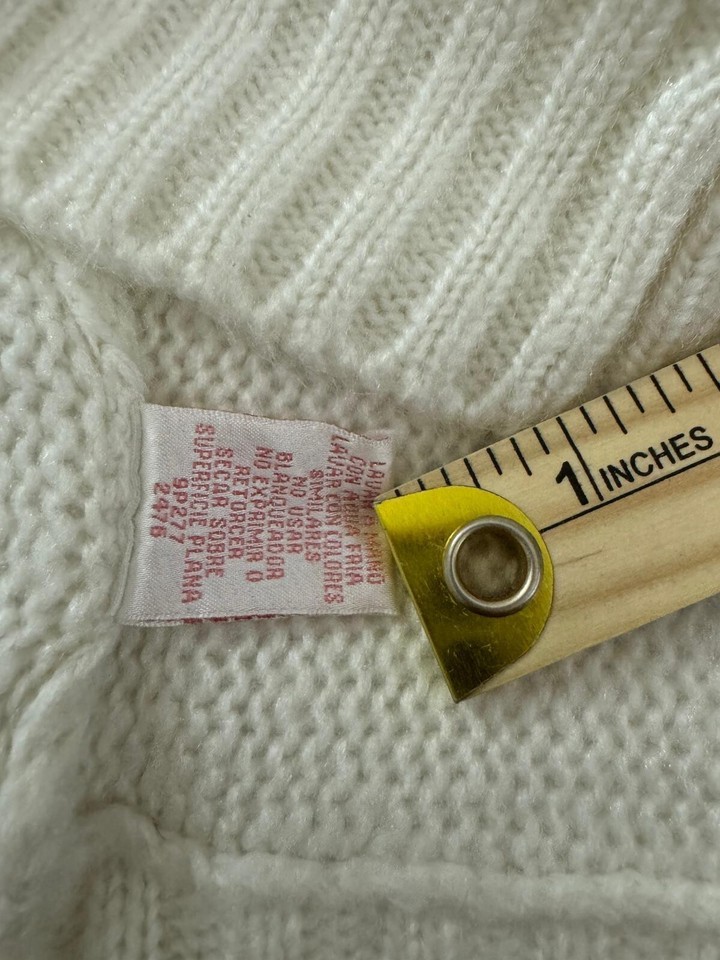 LAVAR A MANO
CON AGUA FRIA
LAVAR CON COLORES
SIMILARIS
NO USAR
BLANQUEADOR
NO EXPRIMIR O
RETORCER
SECAR SOBRE
SUPERFICIE PLANA
9P277
2476
1 INCHES